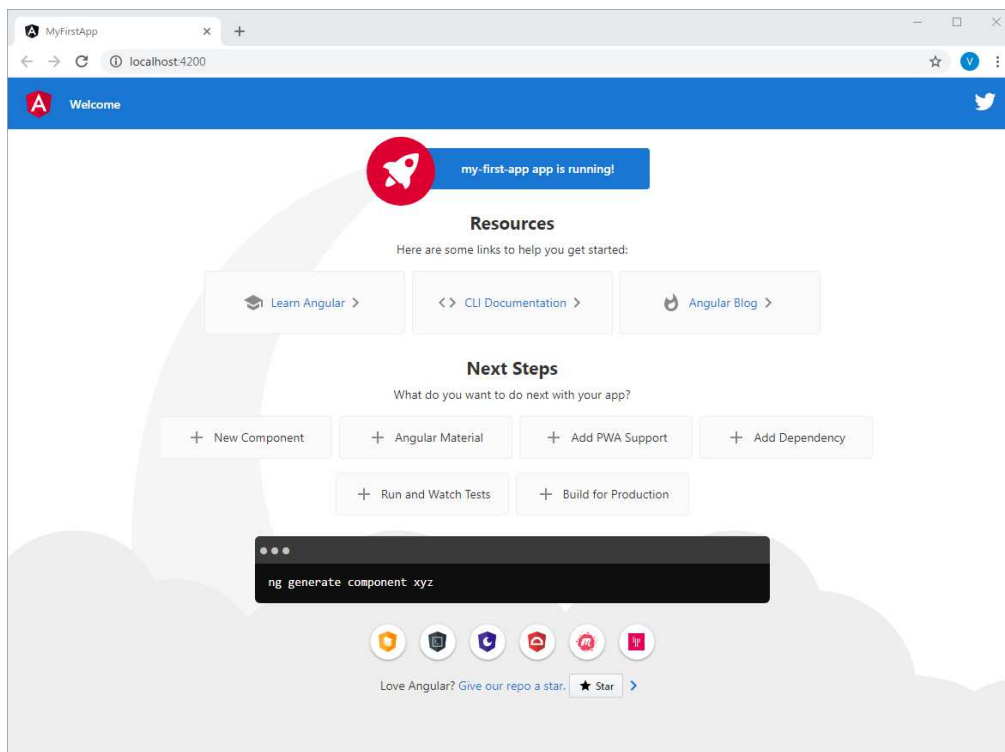 MyFirstApp
localhost:4200
V
Welcome
my-first-app app is running!
Resources
Here are some links to help you get started:
Learn Angular
CLI Documentation
Angular Blog
Next Steps
What do you want to do next with your app?
New Component
Angular Material
Add PWA Support
Add Dependency
Run and Watch Tests
Build for Production
ng generate component xyz
Love Angular? Give our repo a star. Star